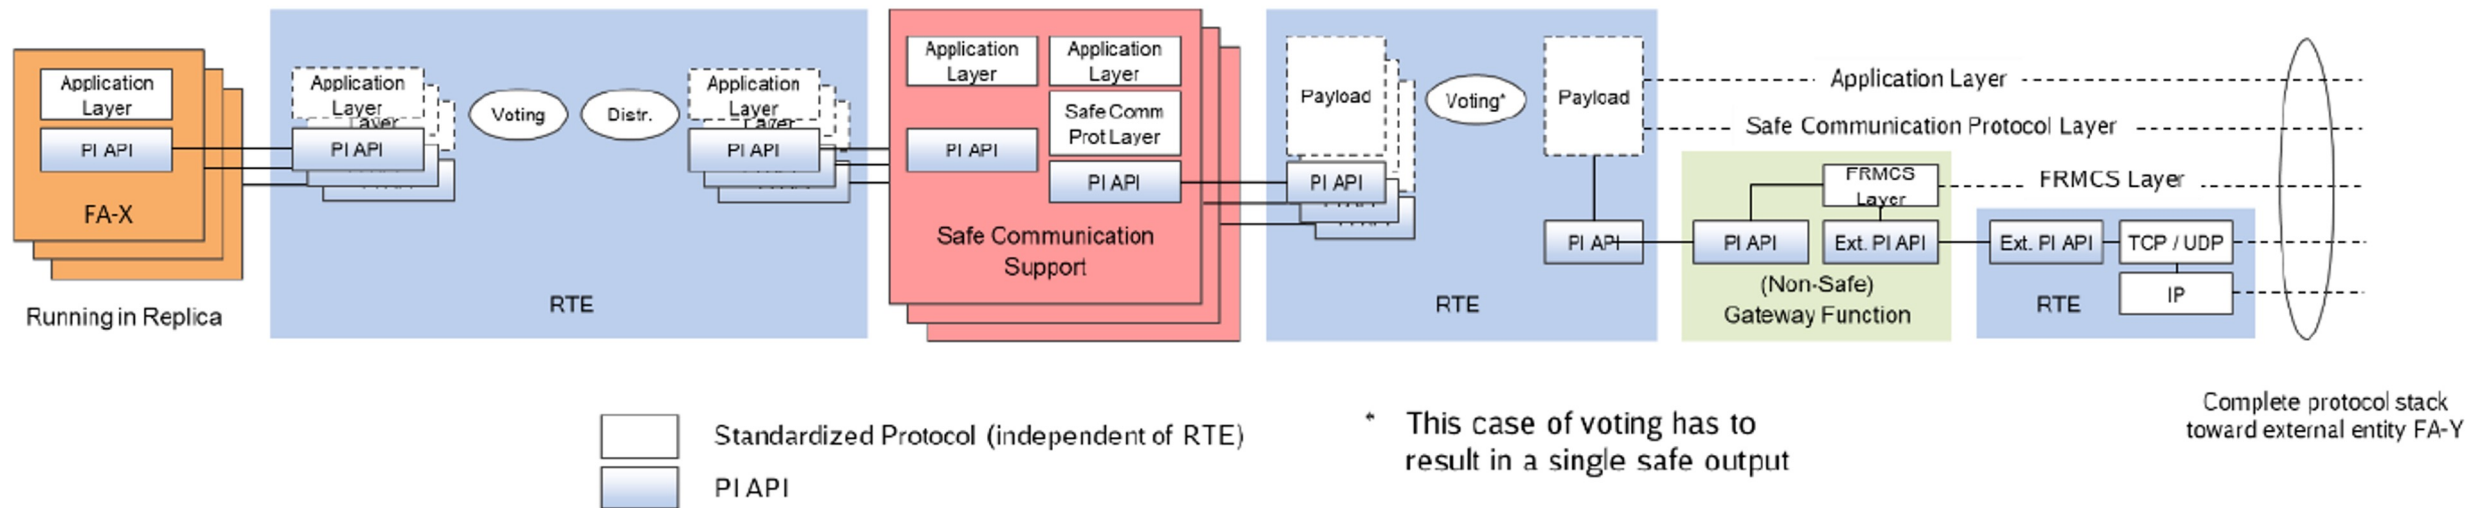 Application
Layer
PI API
FA-X
Running in Replica
Application
Layer
Layer
PI API
Voting
Distr.
Application
Layer
Layer
PI API
RTE
Application
Layer
PI API
Application
Layer
Safe Comm
Prot Layer
PI API
Safe Communication
Support
Payload
PI API
Voting*
Payload
PI API
RTE
Application Layer
Safe Communication Protocol Layer
FRMCS Layer
FRMCS
Layer
PI API
Ext. PI API
(Non-Safe)
Gateway Function
Ext. PI API
TCP / UDP
IP
RTE
Complete protocol stack
toward external entity FA-Y
Standardized Protocol (independent of RTE)
PI API
* This case of voting has to
result in a single safe output